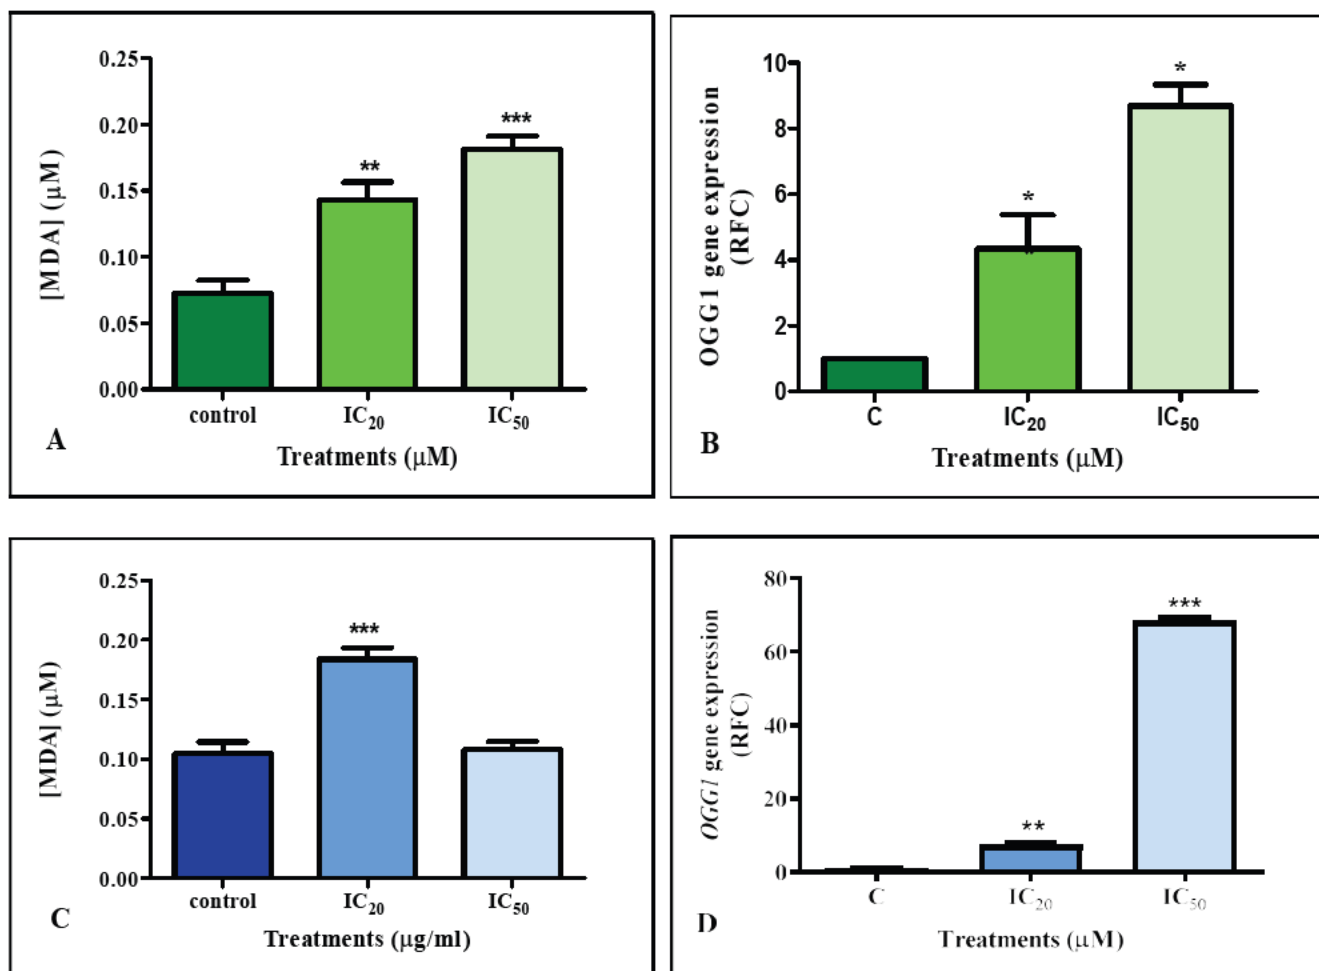 0.25
0.20
0.15
0.10
0.05
0.00
[MDA] (μM)
**
***
control
IC20
IC50
Treatments (μM)
A
10
8
6
4
2
0
OGG1 gene expression
(RFC)
*
*
C
IC20
IC50
Treatments (μM)
B
0.25
0.20
0.15
0.10
0.05
0.00
[MDA] (μM)
***
control
IC20
IC50
Treatments (μg/ml)
C
80
60
40
20
0
OGG1 gene expression
(RFC)
**
***
C
IC20
IC50
Treatments (μM)
D